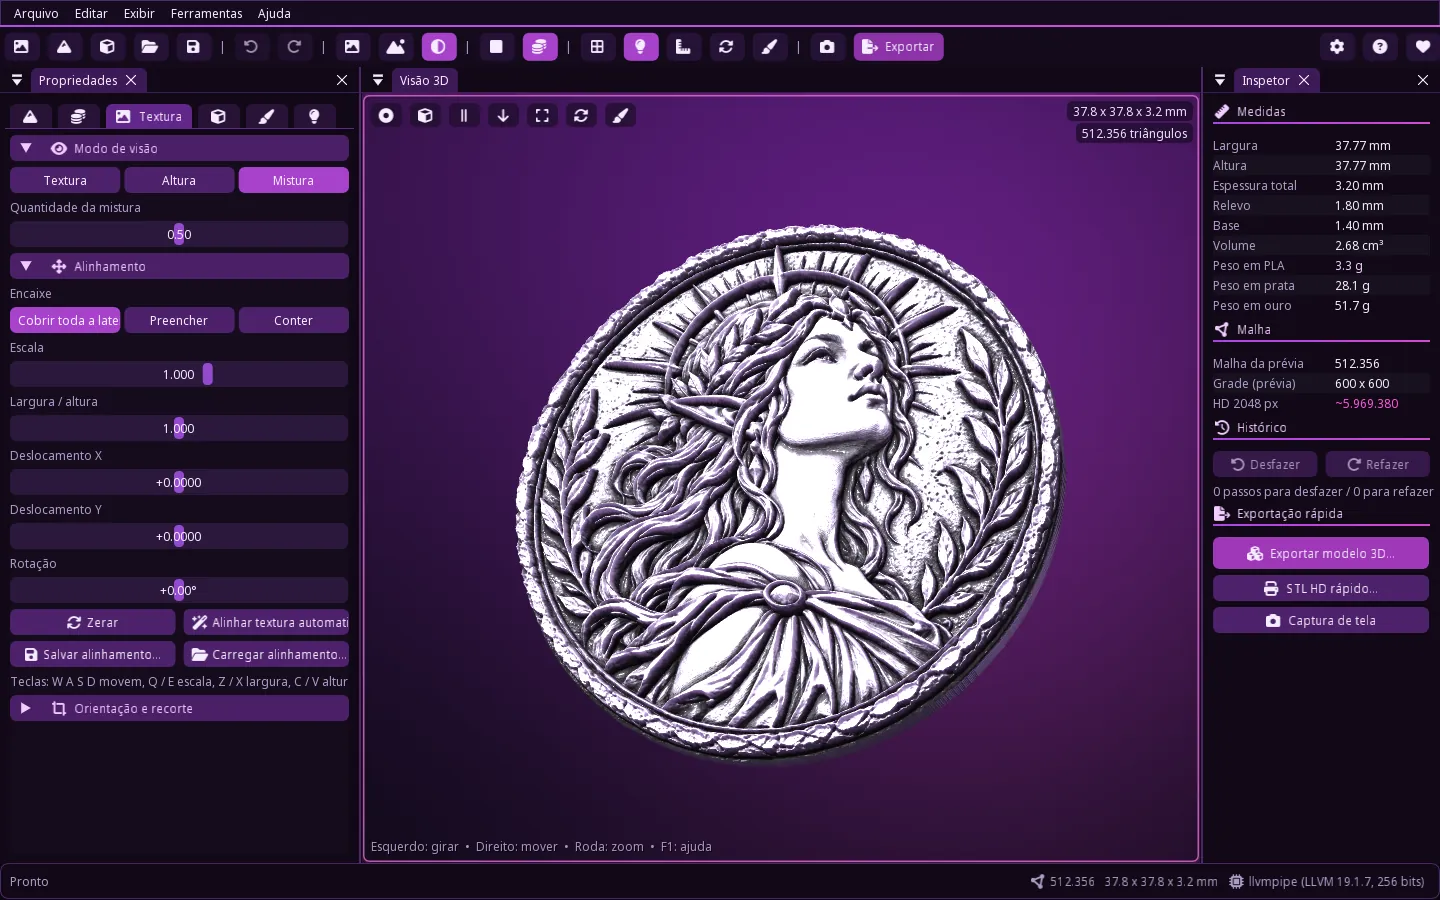 Arquivo Editar Exibir Ferramentas Ajuda
Exportar
Propriedades
Visão 3D
Inspetor
Textura
Modo de visão
Textura Altura Mistura
Quantidade da mistura
0.50
Alinhamento
Encaixe
Cobrir toda a late Preencher Conter
Escala
1.000
Largura / altura
1.000
Deslocamento X
+0.0000
Deslocamento Y
+0.0000
Rotação
+0.00°
Zerar Alinhar textura automati
Salvar alinhamento... Carregar alinhamento...
Teclas: W A S D movem, Q / E escala, Z / X largura, C / V altur
Orientação e recorte
37.8 x 37.8 x 3.2 mm
512.356 triângulos
Esquerdo: girar • Direito: mover • Roda: zoom • F1: ajuda
Medidas
Largura 37.77 mm
Altura 37.77 mm
Espessura total 3.20 mm
Relevo 1.80 mm
Base 1.40 mm
Volume 2.68 cm³
Peso em PLA 3.3 g
Peso em prata 28.1 g
Peso em ouro 51.7 g
Malha
Malha da prévia 512.356
Grade (prévia) 600 x 600
HD 2048 px ~5.969.380
Histórico
Desfazer Refazer
0 passos para desfazer / 0 para refazer
Exportação rápida
Exportar modelo 3D...
STL HD rápido...
Captura de tela
Pronto
512.356 37.8 x 37.8 x 3.2 mm llvmpipe (LLVM 19.1.7, 256 bits)